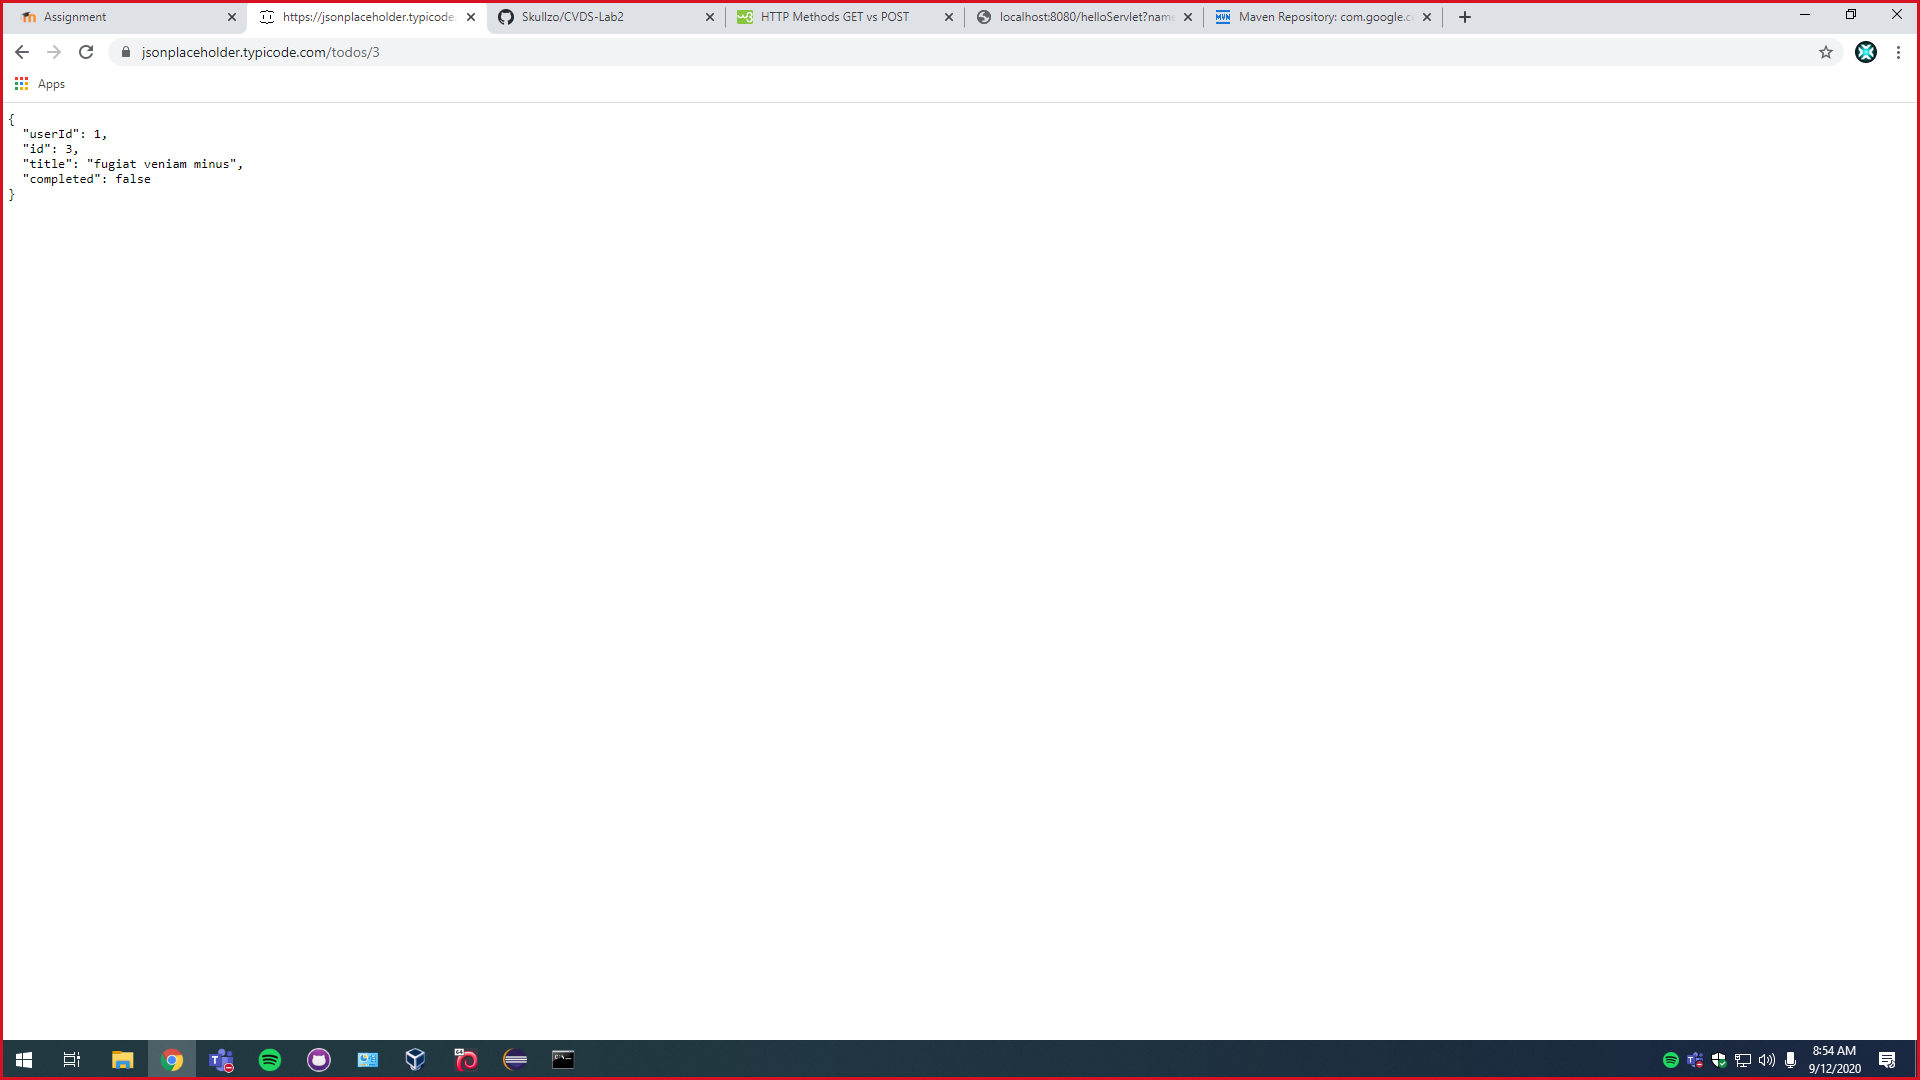 Assignment
https://jsonplaceholder.typicode.
Skullzo/CVDS-Lab2
HTTP Methods GET vs POST
localhost:8080/helloServlet?name
Maven Repository: com.google.c
jsonplaceholder.typicode.com/todos/3
Apps
{
"userId": 1,
"id": 3,
"title": "fugiat veniam minus",
"completed": false
}
8:54 AM
9/12/2020